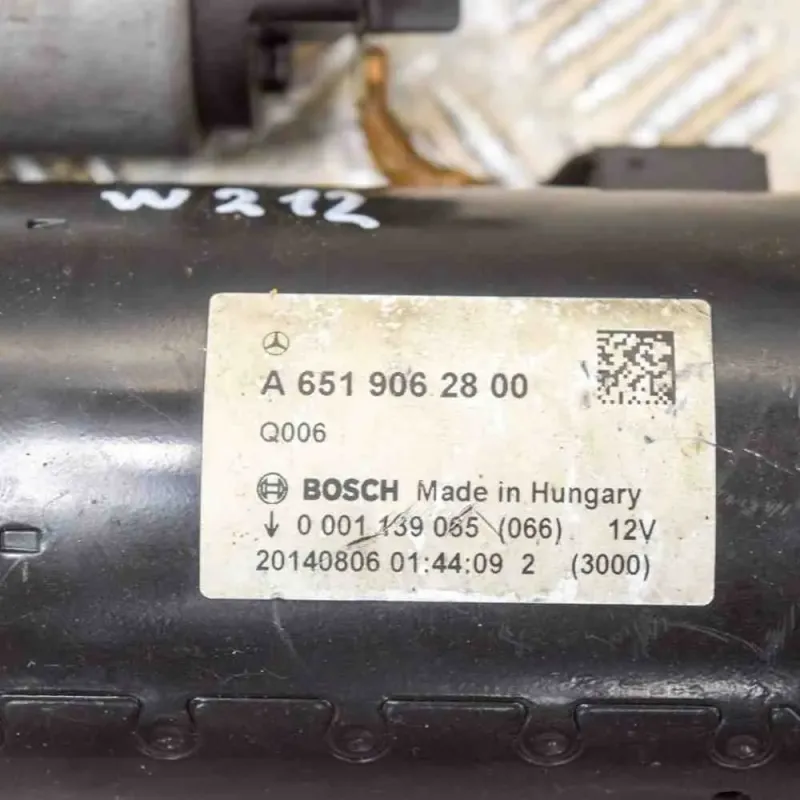 W212
A 651 906 28 00
Q006
BOSCH Made in Hungary
↓ 0 001 139 065 (066) 12V
20140806 01:44:09 2 (3000)